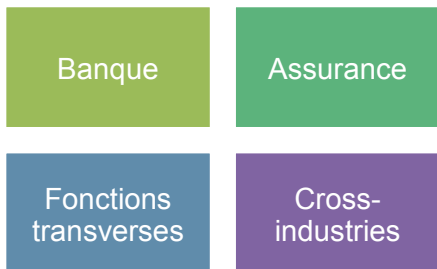 Banque
Assurance
Fonctions
transverses
Cross-
industries